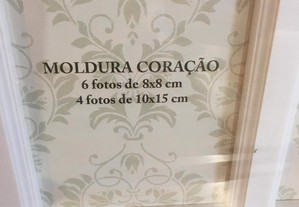 MOLDURA CORAÇÃO
6 fotos de 8x8 cm
4 fotos de 10x15 cm